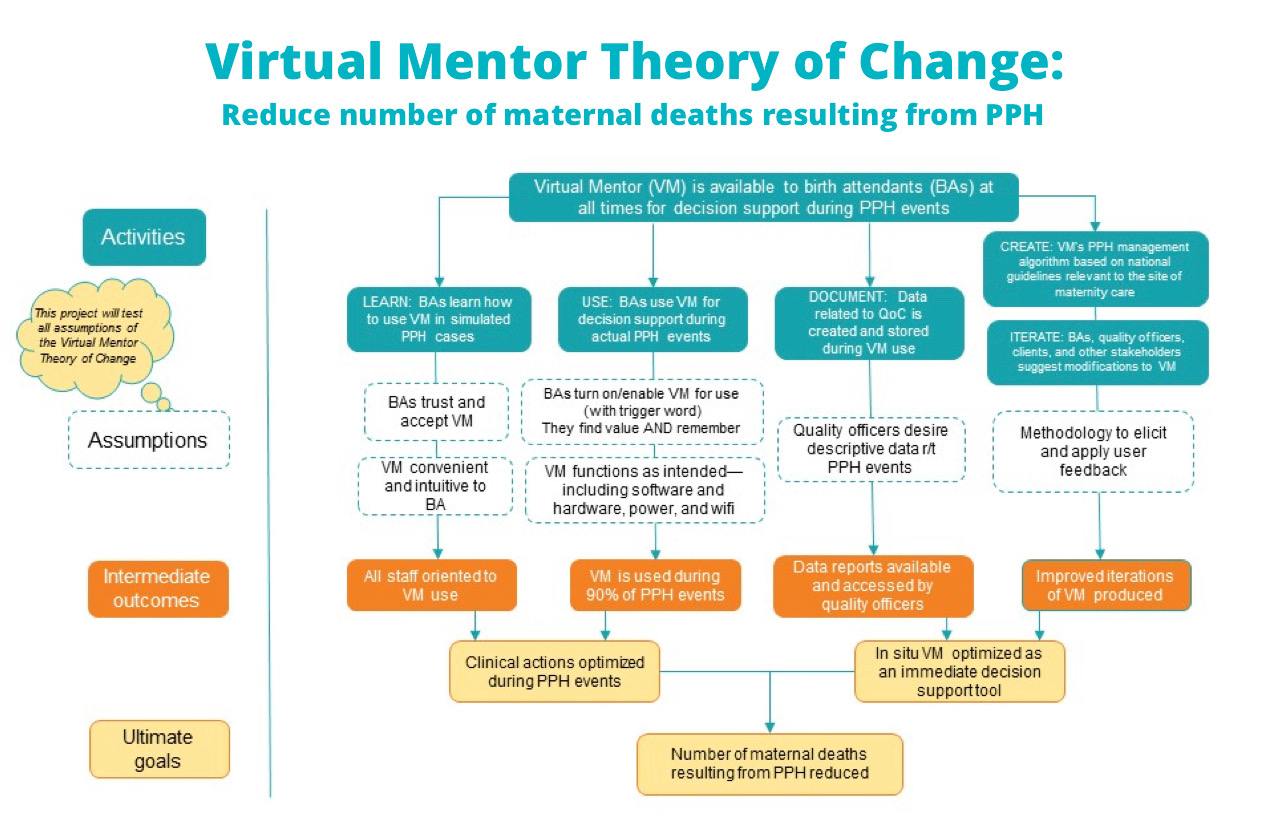 Virtual Mentor Theory of Change:
Reduce number of maternal deaths resulting from PPH
Activities
This project will test
all assumptions of
the Virtual Mentor
Theory of Change
Assumptions
Intermediate
outcomes
Ultimate
goals
Virtual Mentor (VM) is available to birth attendants (BAs) at
all times for decision support during PPH events
LEARN: BAs learn how
to use VM in simulated
PPH cases
BAs trust and
accept VM
VM convenient
and intuitive to
BA
All staff oriented to
VM use
USE: BAs use VM for
decision support during
actual PPH events
BAs turn on/enable VM for use
(with trigger word)
They find value AND remember
VM functions as intended—
including software and
hardware, power, and wifi
VM is used during
90% of PPH events
DOCUMENT: Data
related to QoC is
created and stored
during VM use
Quality officers desire
descriptive data r/t
PPH events
Data reports available
and accessed by
quality officers
CREATE: VM's PPH management
algorithm based on national
guidelines relevant to the site of
maternity care
ITERATE: BAs, quality officers,
clients, and other stakeholders
suggest modifications to VM
Methodology to elicit
and apply user
feedback
Improved iterations
of VM produced
Clinical actions optimized
during PPH events
In situ VM optimized as
an immediate decision
support tool
Number of maternal deaths
resulting from PPH reduced